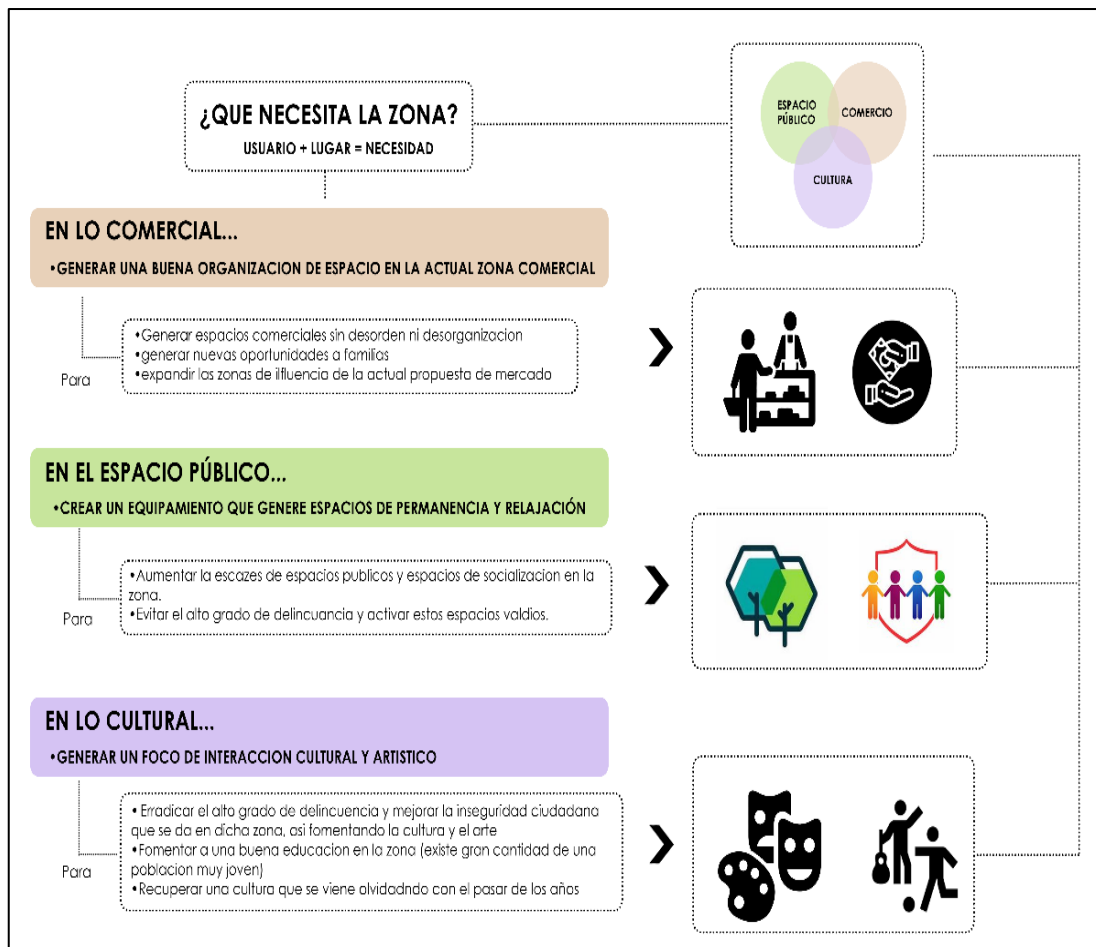 ¿QUE NECESITA LA ZONA?
USUARIO + LUGAR = NECESIDAD
ESPACIO
PÚBLICO
COMERCIO
CULTURA
EN LO COMERCIAL...
•GENERAR UNA BUENA ORGANIZACION DE ESPACIO EN LA ACTUAL ZONA COMERCIAL
Para
•Generar espacios comerciales sin desorden ni desorganizacion
•generar nuevas oportunidades a familias
•expandir las zonas de ilfluencia de la actual propuesta de mercado
EN EL ESPACIO PÚBLICO...
•CREAR UN EQUIPAMIENTO QUE GENERE ESPACIOS DE PERMANENCIA Y RELAJACIÓN
Para
•Aumentar la escazes de espacios publicos y espacios de socializacion en la
zona.
•Evitar el alto grado de delincuancia y activar estos espacios valdios.
EN LO CULTURAL...
•GENERAR UN FOCO DE INTERACCION CULTURAL Y ARTISTICO
Para
• Erradicar el alto grado de delincuencia y mejorar la inseguridad ciudadana
que se da en dicha zona, asi fomentando la cultura y el arte
•Fomentar a una buena educacion en la zona (existe gran cantidad de una
poblacion muy joven)
•Recuperar una cultura que se viene olvidadndo con el pasar de los años